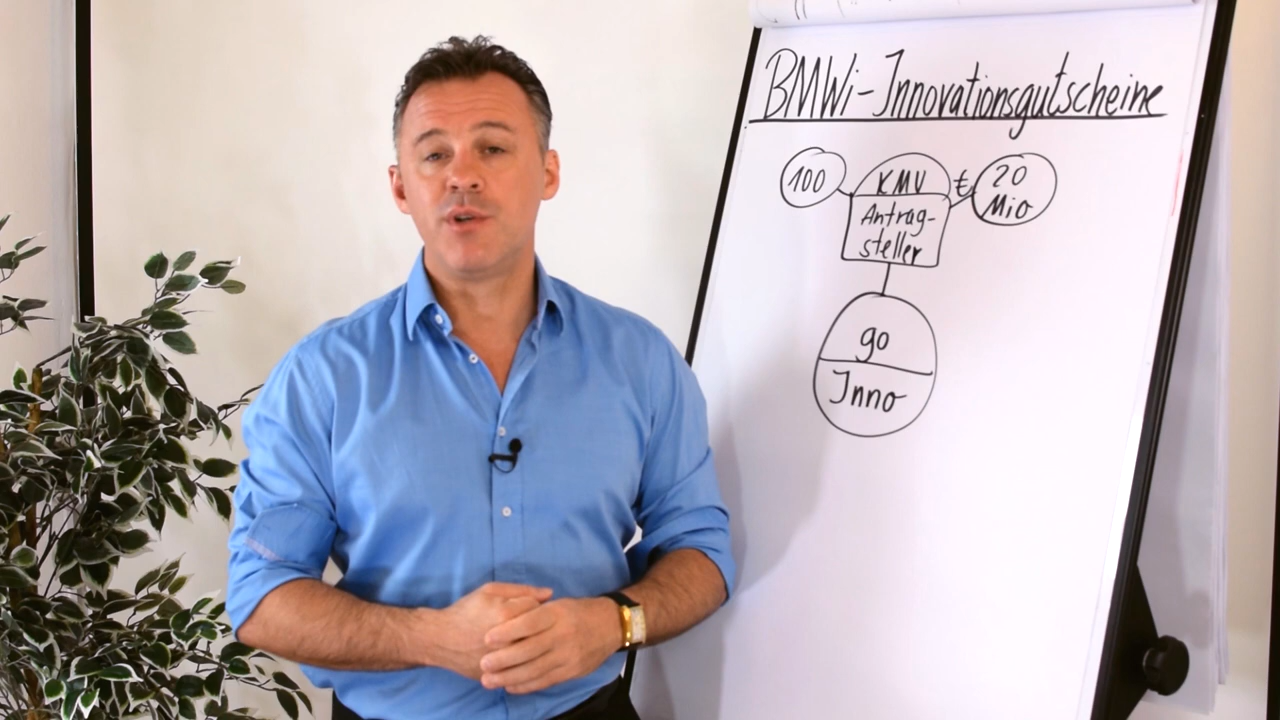 BMWi-Innovationsgutscheine
100
KMU
€
20
Mio
Antrag-
steller
go
Inno